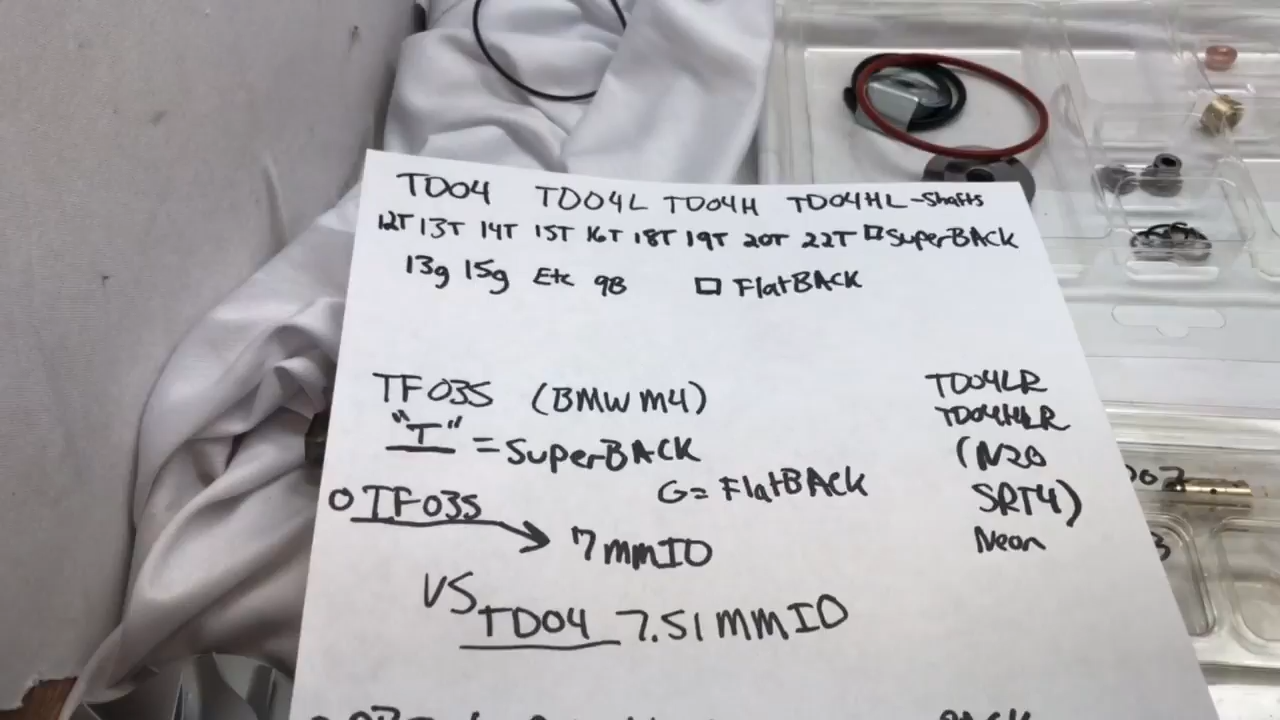 TD04 TD04L TD04H TD04HL-Shafts
12T 13T 14T 15T 16T 18T 19T 20T 22T SuperBACK
13g 15g Etc 9B FlatBACK
TF035 (BMW M4)
"T" = SuperBACK
G= FlatBACK
TF035
7mmID
VS TD04 7.51mmID
TD04LR
TD04HLR
(N20
SRT4)
Neon